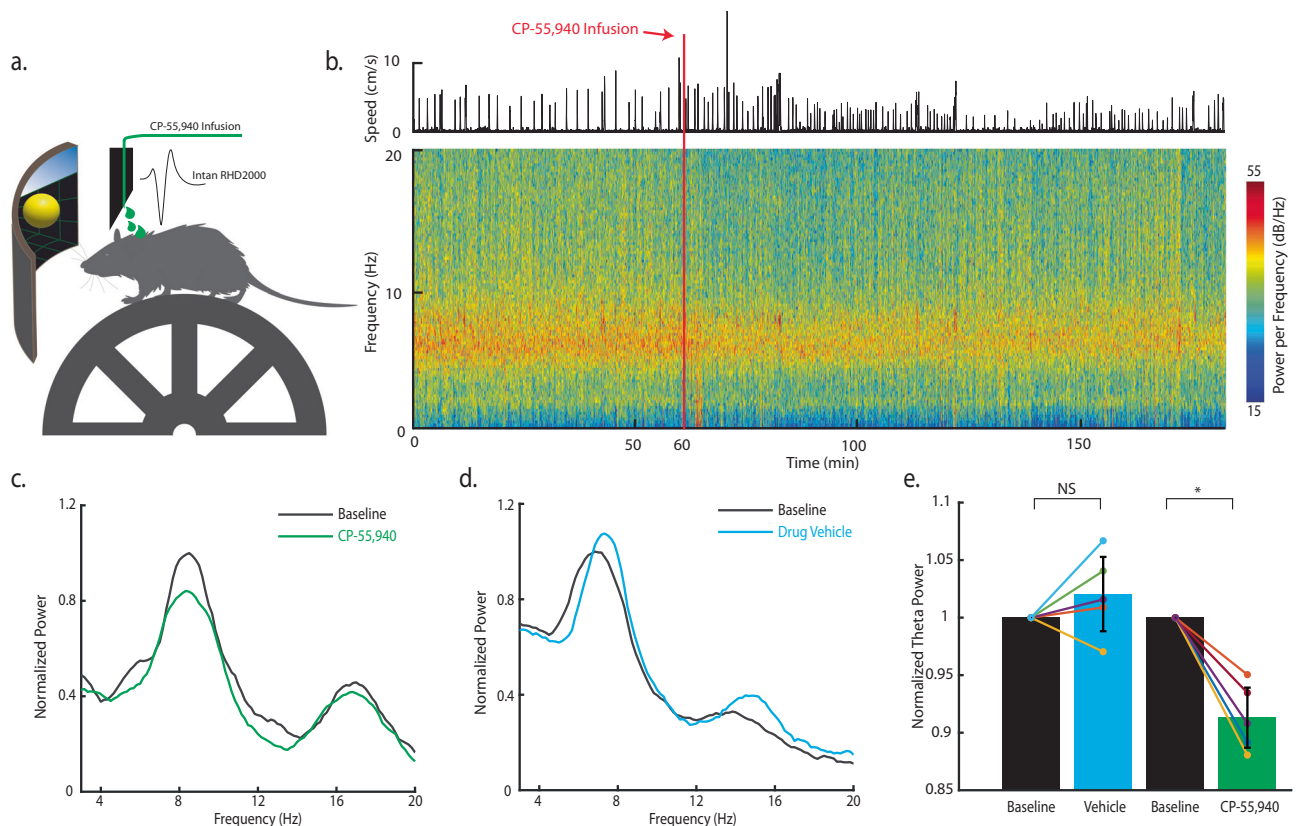 a.
CP-55,940 Infusion
Intan RHD2000
b.
CP-55,940 Infusion
Speed (cm/s)
10
0
Frequency (Hz)
20
10
0
0
50
60
100
150
Time (min)
55
15
Power per Frequency (dB/Hz)
c.
Normalized Power
1.2
0.8
0.4
0
4
8
12
16
20
Frequency (Hz)
Baseline
CP-55,940
d.
Normalized Power
1.2
0.8
0.4
0
4
8
12
16
20
Frequency (Hz)
Baseline
Drug Vehicle
e.
Normalized Theta Power
1.1
1.05
1
0.95
0.9
0.85
NS
*
Baseline
Vehicle
Baseline
CP-55,940